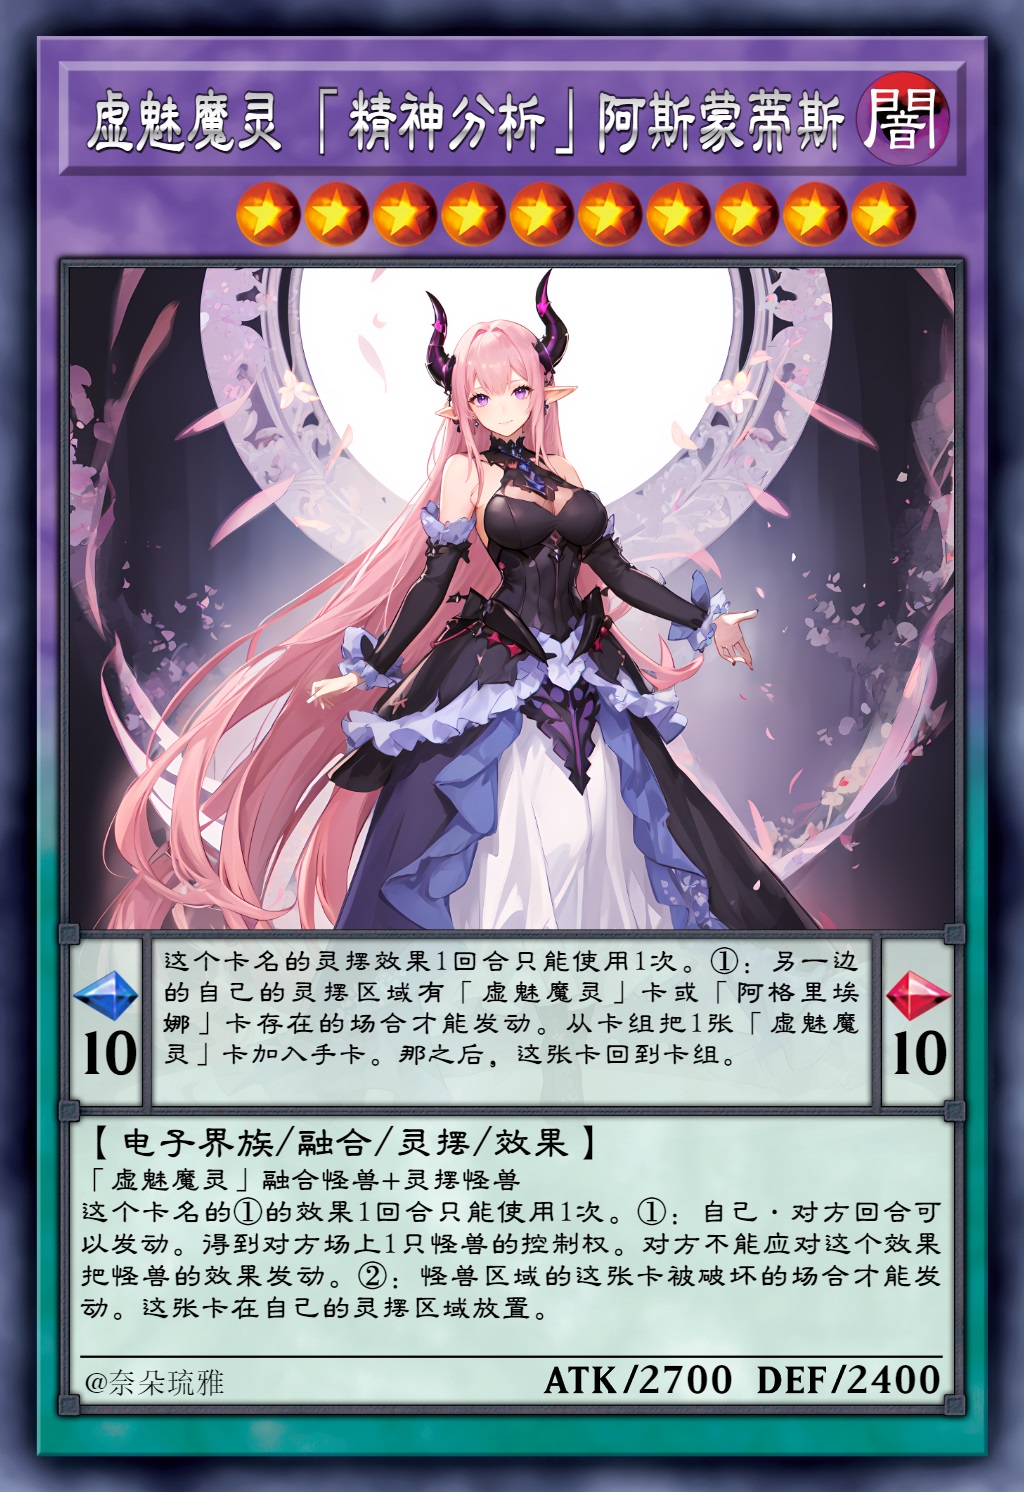 虚魅魔灵「精神分析」阿斯蒙蒂斯
闇
这个卡名的灵摆效果1回合只能使用1次。①：另一边
的自己的灵摆区域有「虚魅魔灵」卡或「阿格里埃
娜」卡存在的场合才能发动。从卡组把1张「虚魅魔
灵」卡加入手卡。那之后，这张卡回到卡组。
10
10
【电子界族/融合/灵摆/效果】
「虚魅魔灵」融合怪兽+灵摆怪兽
这个卡名的①的效果1回合只能使用1次。①：自己·对方回合可
以发动。得到对方场上1只怪兽的控制权。对方不能应对这个效果
把怪兽的效果发动。②：怪兽区域的这张卡被破坏的场合才能发
动。这张卡在自己的灵摆区域放置。
@奈朵琉雅
ATK/2700 DEF/2400